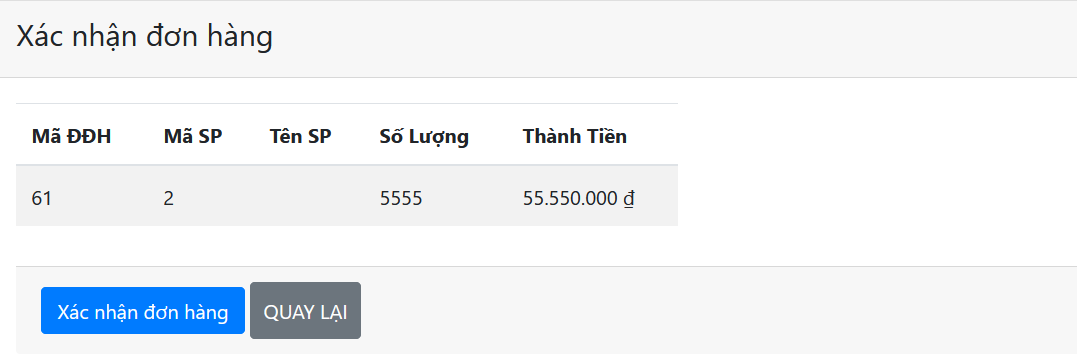 Xác nhận đơn hàng
Mã ĐĐH Mã SP Tên SP Số Lượng Thành Tiền
61 2 5555 55.550.000 ₫
Xác nhận đơn hàng QUAY LẠI